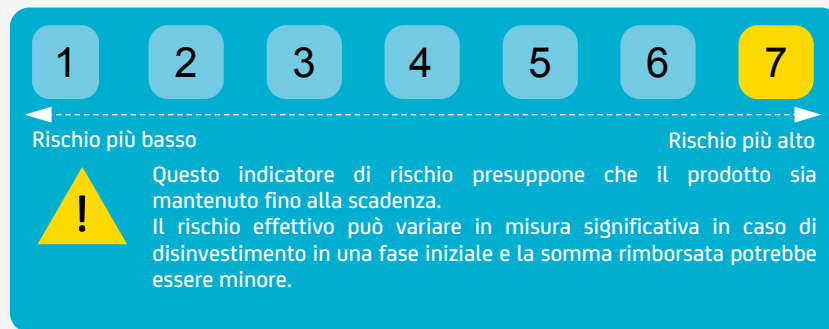 1 2 3 4 5 6 7
Rischio più basso Rischio più alto
Questo indicatore di rischio presuppone che il prodotto sia
mantenuto fino alla scadenza.
!
Il rischio effettivo può variare in misura significativa in caso di
disinvestimento in una fase iniziale e la somma rimborsata potrebbe
essere minore.